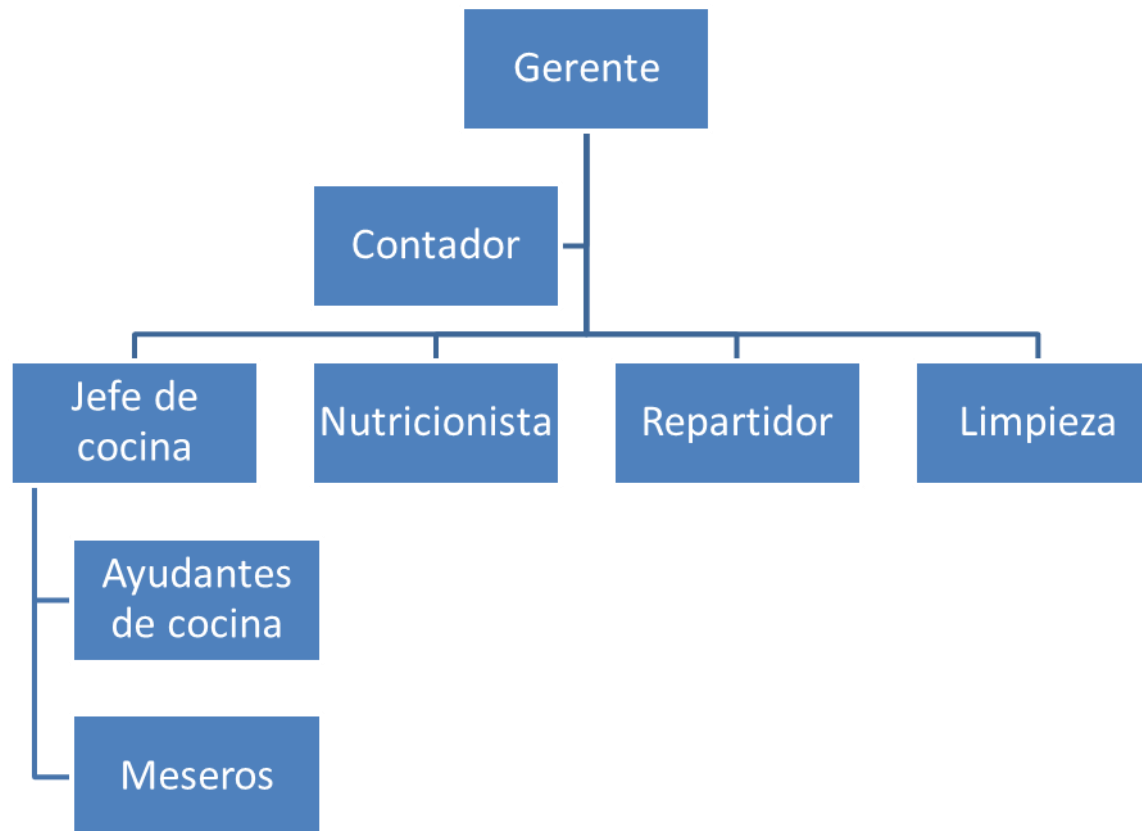 Gerente
Contador
Jefe de
cocina
Nutricionista
Repartidor
Limpieza
Ayudantes
de cocina
Meseros